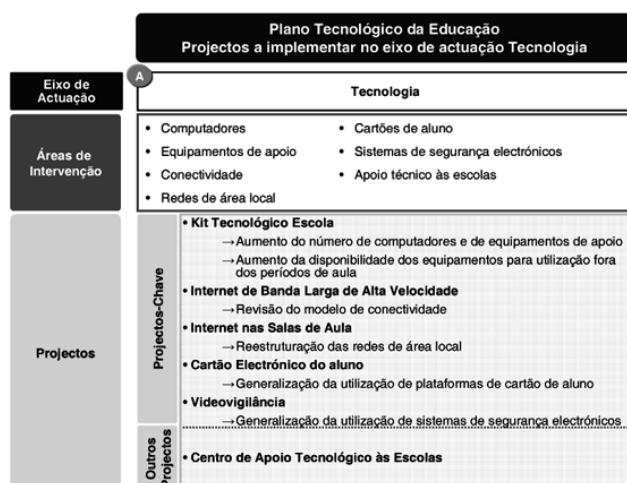 Plano Tecnológico da Educação
Projectos a implementar no eixo de actuação Tecnologia
A
Eixo de
Actuação
Tecnologia
Áreas de
Intervenção
• Computadores
• Equipamentos de apoio
• Conectividade
• Redes de área local
• Cartões de aluno
• Sistemas de segurança electrónicos
• Apoio técnico às escolas
Projectos
Projectos-Chave
• Kit Tecnológico Escola
→Aumento do número de computadores e de equipamentos de apoio
→Aumento da disponibilidade dos equipamentos para utilização fora
dos períodos de aula
• Internet de Banda Larga de Alta Velocidade
→Revisão do modelo de conectividade
• Internet nas Salas de Aula
→Reestruturação das redes de área local
• Cartão Electrónico do aluno
→Generalização da utilização de plataformas de cartão de aluno
• Videovigilância
→Generalização da utilização de sistemas de segurança electrónicos
Outros
Projectos
• Centro de Apoio Tecnológico às Escolas